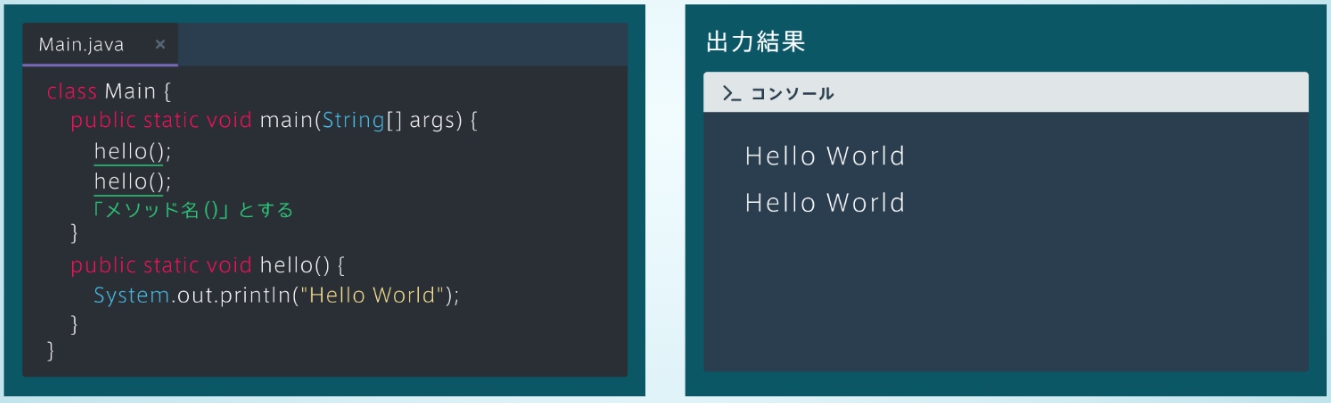 Main.java ×
class Main {
public static void main(String[] args) {
hello();
hello();
「メソッド名()」とする
}
public static void hello() {
System.out.println("Hello World");
}
}
出力結果
>_ コンソール
Hello World
Hello World